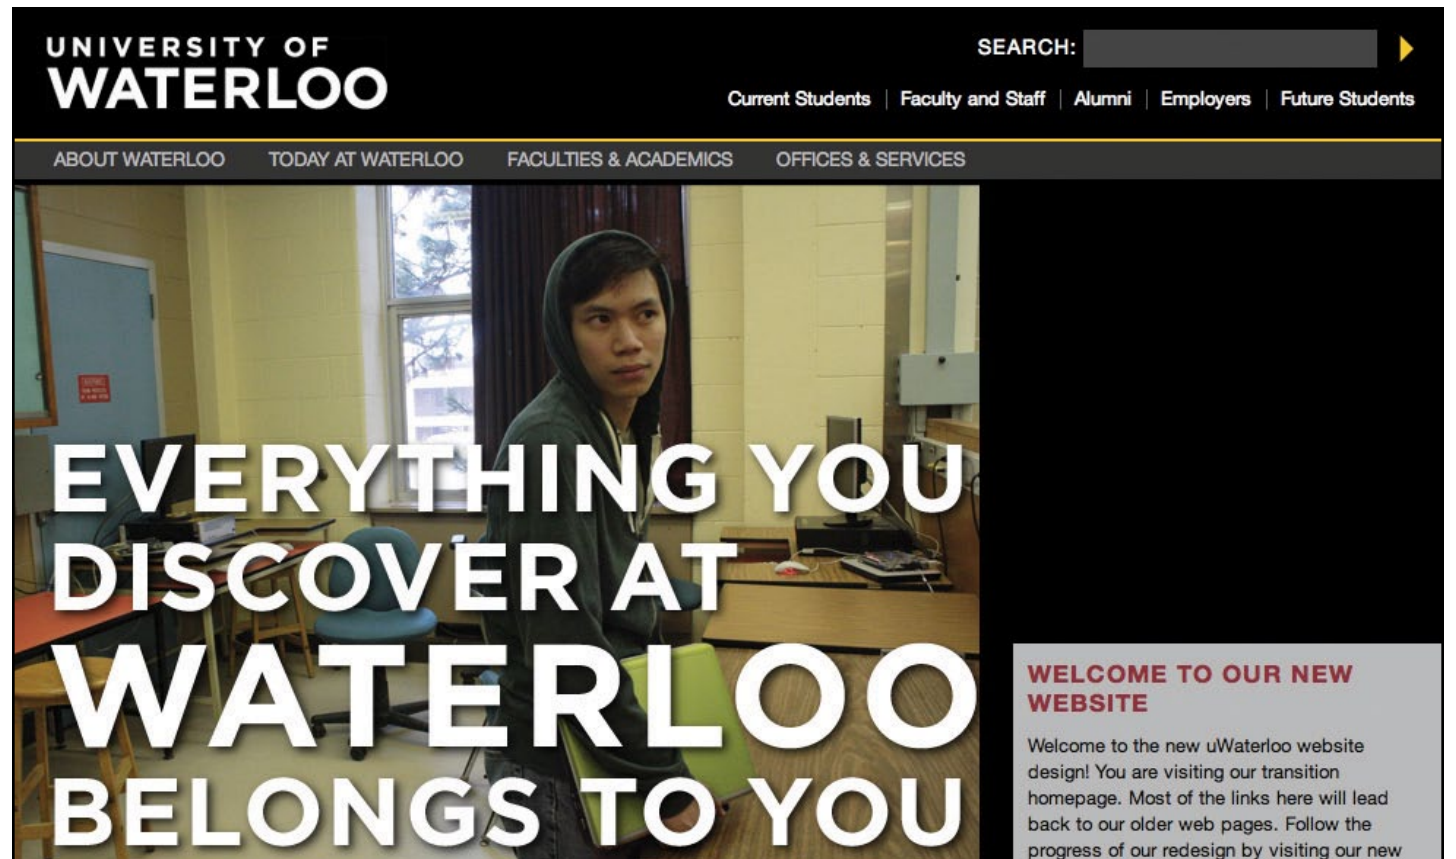 UNIVERSITY OF
WATERLOO
SEARCH:
Current Students | Faculty and Staff | Alumni | Employers | Future Students
ABOUT WATERLOO TODAY AT WATERLOO FACULTIES & ACADEMICS OFFICES & SERVICES
EVERYTHING YOU
DISCOVER AT
WATERLOO
BELONGS TO YOU
WELCOME TO OUR NEW
WEBSITE
Welcome to the new uWaterloo website
design! You are visiting our transition
homepage. Most of the links here will lead
back to our older web pages. Follow the
progress of our redesign by visiting our new